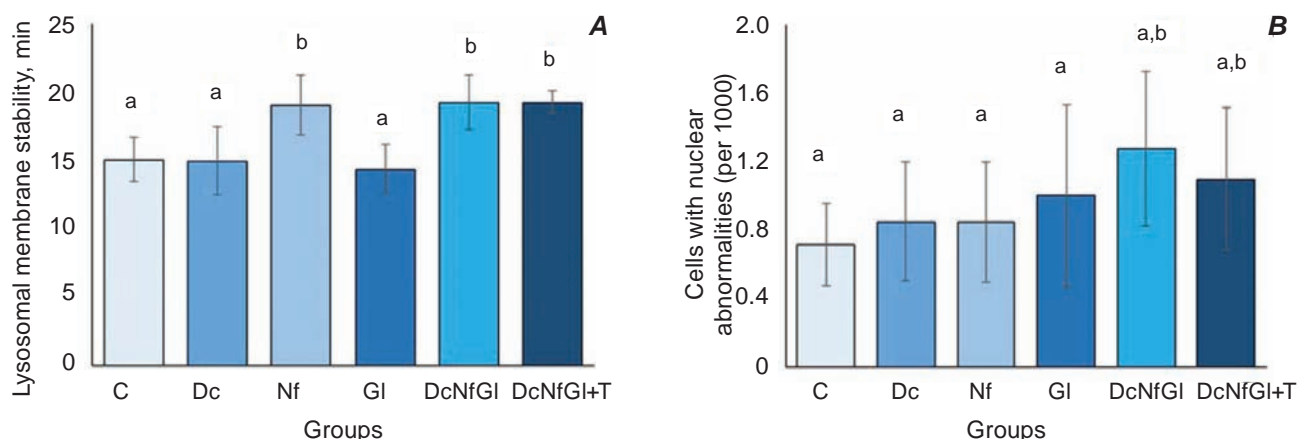 Lysosomal membrane stability, min
25
20
15
10
5
0
A
a
a
b
a
b
b
C
Dc
Nf
Gl
DcNfGl
DcNfGl+T
Groups
Cells with nuclear
abnormalities (per 1000)
2.0
1.6
1.2
0.8
0.4
0
B
a
a
a
a
a,b
a,b
C
Dc
Nf
Gl
DcNfGl
DcNfGl+T
Groups